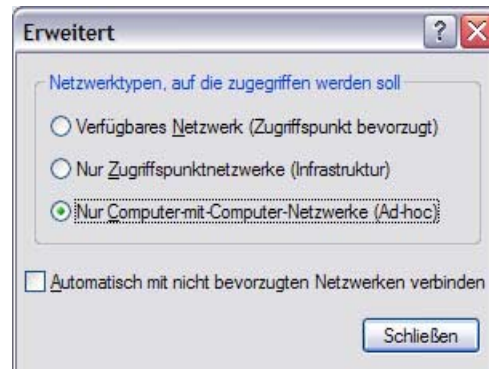 Erweitert
Netzwerktypen, auf die zugegriffen werden soll
Verfügbares Netzwerk (Zugriffspunkt bevorzugt)
Nur Zugriffspunktnetzwerke (Infrastruktur)
Nur Computer-mit-Computer-Netzwerke (Ad-hoc)
Automatisch mit nicht bevorzugten Netzwerken verbinden
Schließen